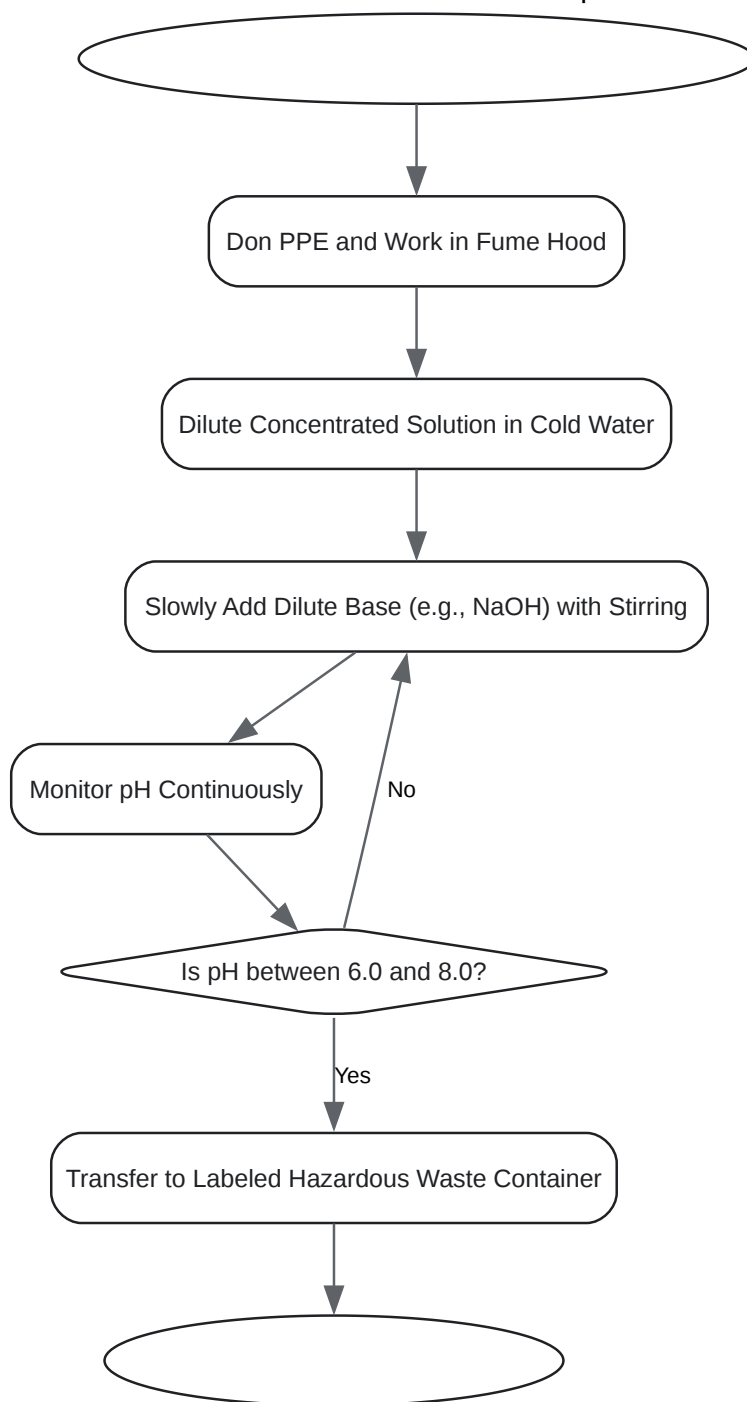 Don PPE and Work in Fume Hood
Dilute Concentrated Solution in Cold Water
Slowly Add Dilute Base (e.g., NaOH) with Stirring
Monitor pH Continuously
No
Is pH between 6.0 and 8.0?
Yes
Transfer to Labeled Hazardous Waste Container